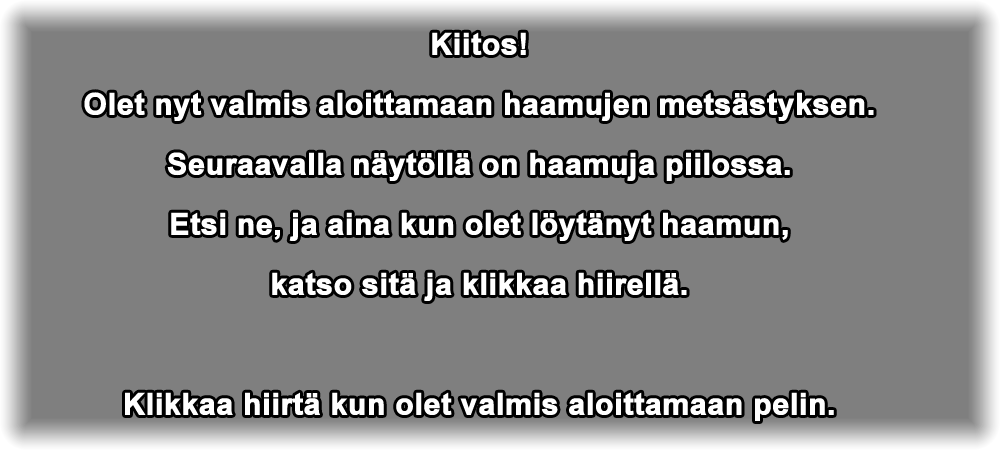 Kiitos!
Olet nyt valmis aloittamaan haamujen metsästyksen.
Seuraavalla näytöllä on haamuja piilossa.
Etsi ne, ja aina kun olet löytänyt haamun,
katso sitä ja klikkaa hiirellä.
Klikkaa hiirtä kun olet valmis aloittamaan pelin.